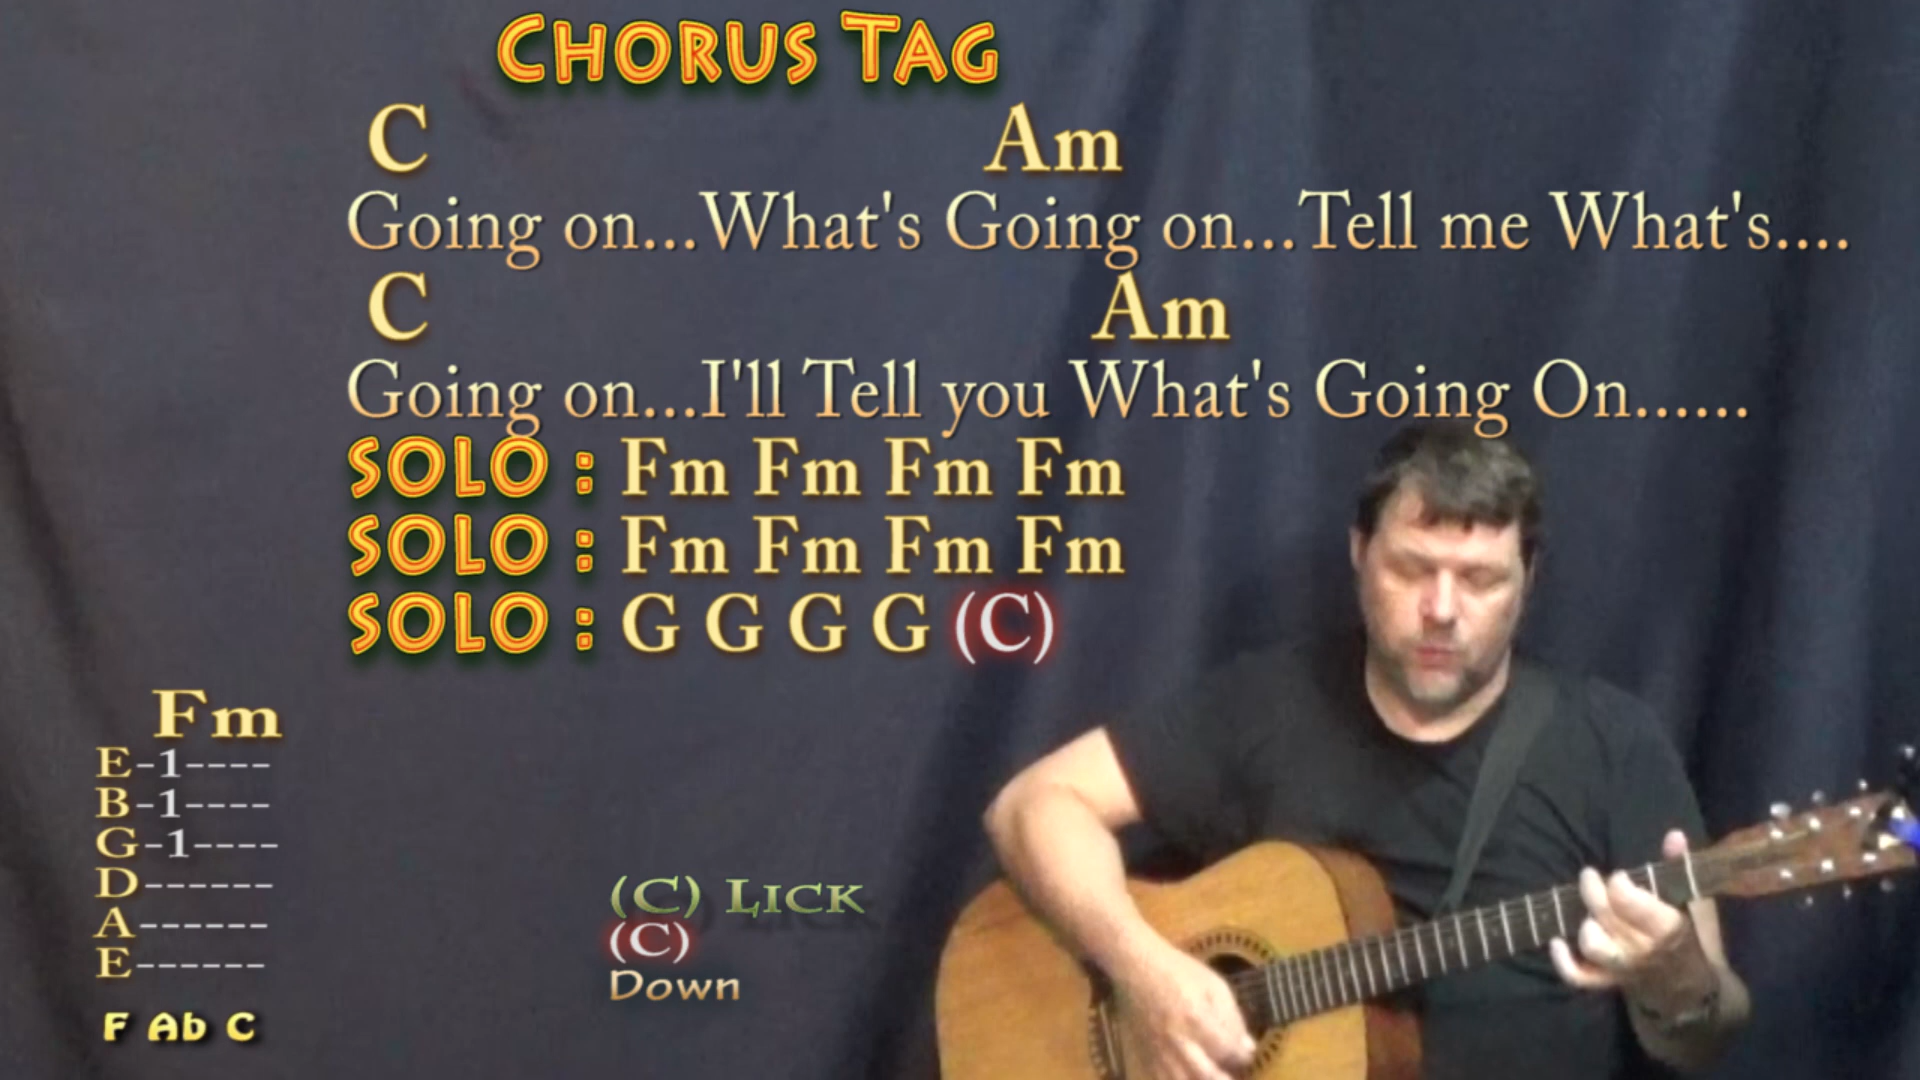 CHORUS TAG
C Am
Going on...What's Going on...Tell me What's....
C Am
Going on...I'll Tell you What's Going On......
SOLO : Fm Fm Fm Fm
SOLO : Fm Fm Fm Fm
SOLO : G G G G (C)
Fm
E-1----
B-1----
G-1----
D------
A------
E------
F Ab C
(C) LICK
(C)
DOWN